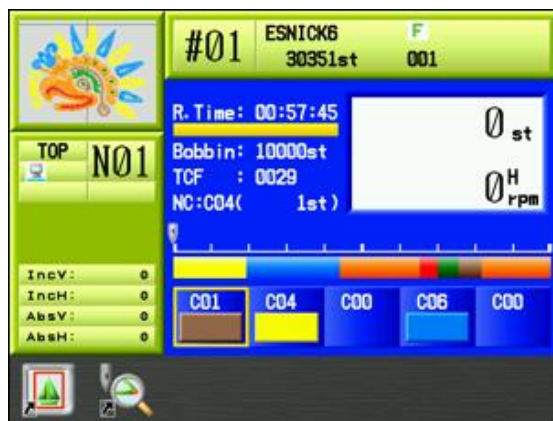 #01 ESNICK6 F
30351st 001
R.Time: 00:57:45
Bobbin: 10000st
TCF : 0029
NC:C04( 1st)
0 st
0 H rpm
TOP N01
IncV: 0
IncH: 0
AbsV: 0
AbsH: 0
C01 C04 C00 C06 C00